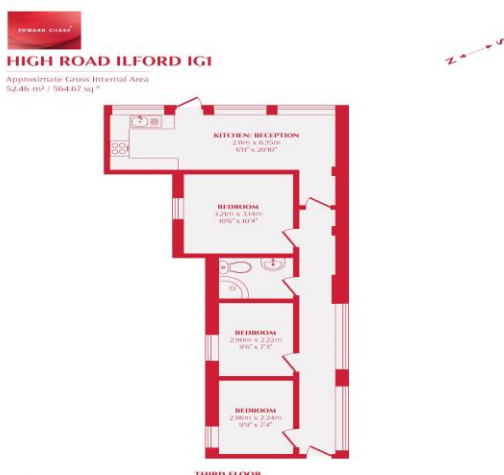 EDWARD CHASE
HIGH ROAD ILFORD IG1
Approximate Gross Internal Area
52.46 m² / 564.67 sq ft
N S
KITCHEN/ RECEPTION
2.11m x 6.35m
6'11" x 20'10"
BEDROOM
3.21m x 3.14m
10'6" x 10'4"
BEDROOM
2.90m x 2.22m
9'6" x 7'3"
BEDROOM
2.96m x 2.24m
9'9" x 7'4"
THIRD FLOOR